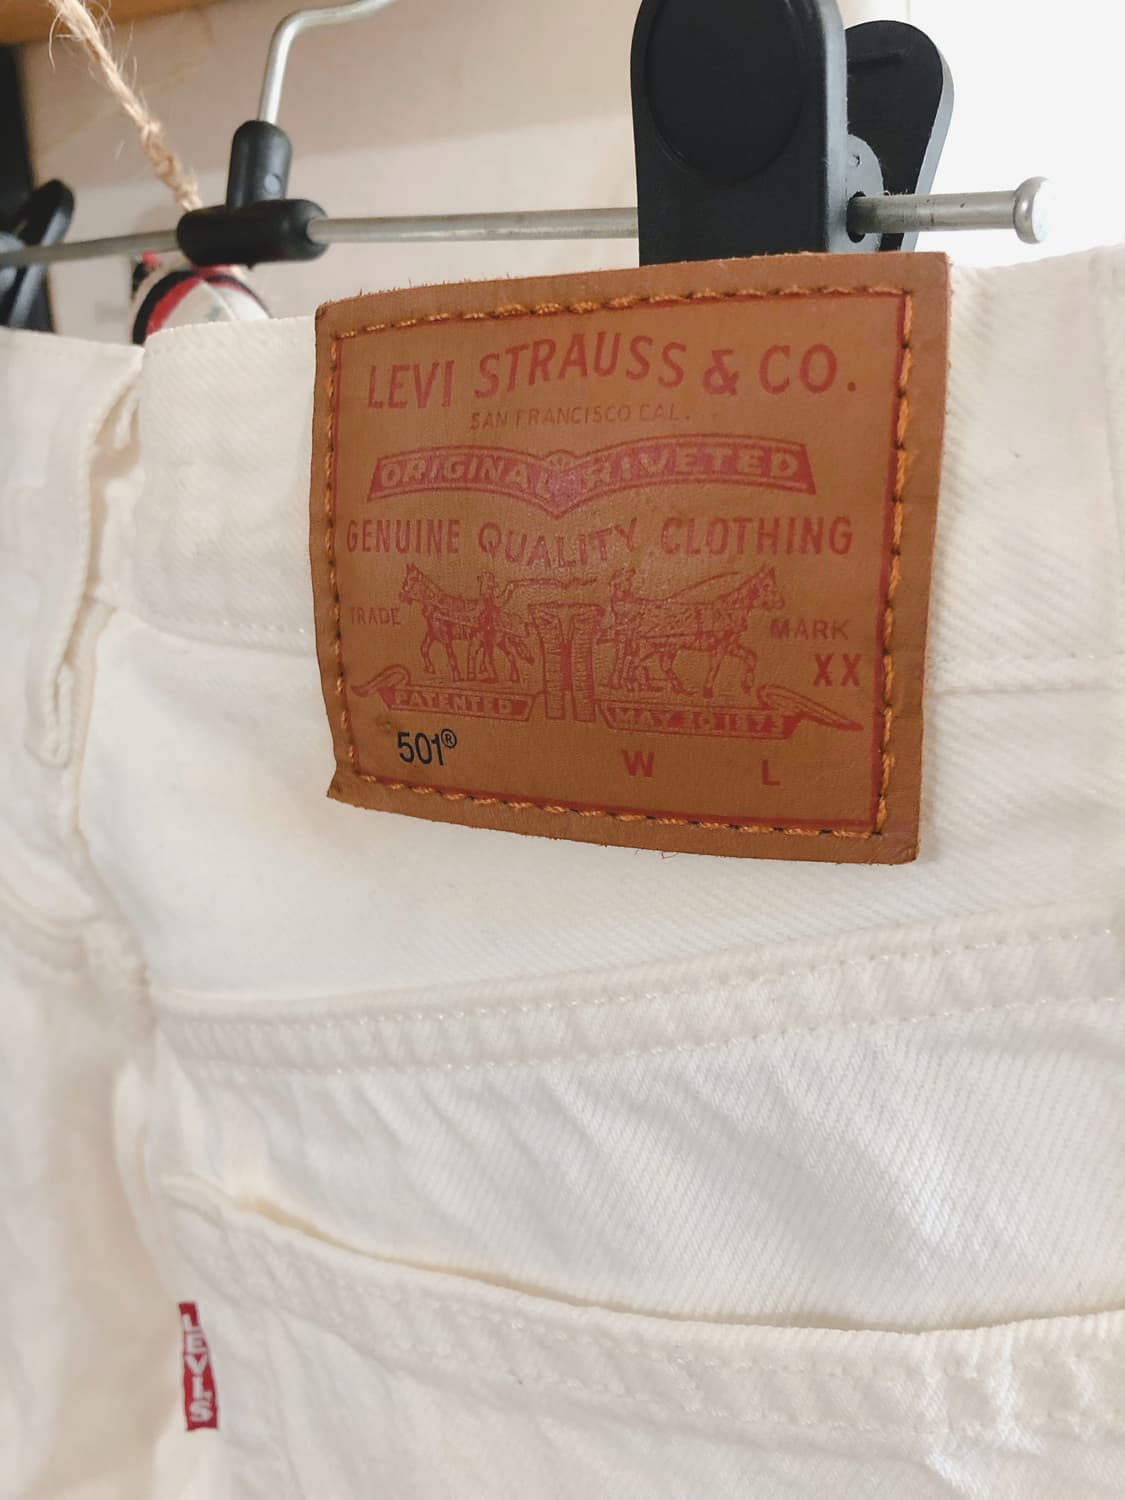 LEVI STRAUSS & CO.
SAN FRANCISCO CAL.
ORIGINAL RIVETED
GENUINE QUALITY CLOTHING
TRADE MARK
XX
PATENTED MAY 20 1873
501® W L
LEVI'S